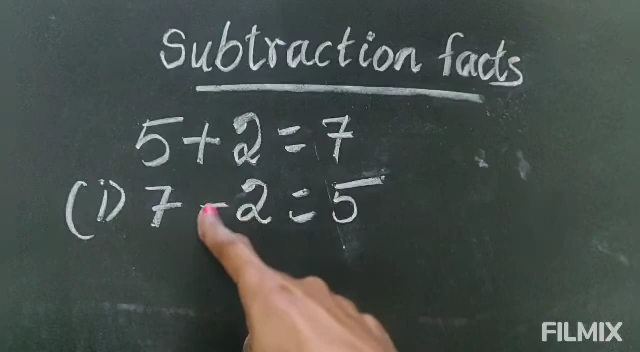 Subtraction facts
5+2=7
(i) 7-2=5
FILMIX